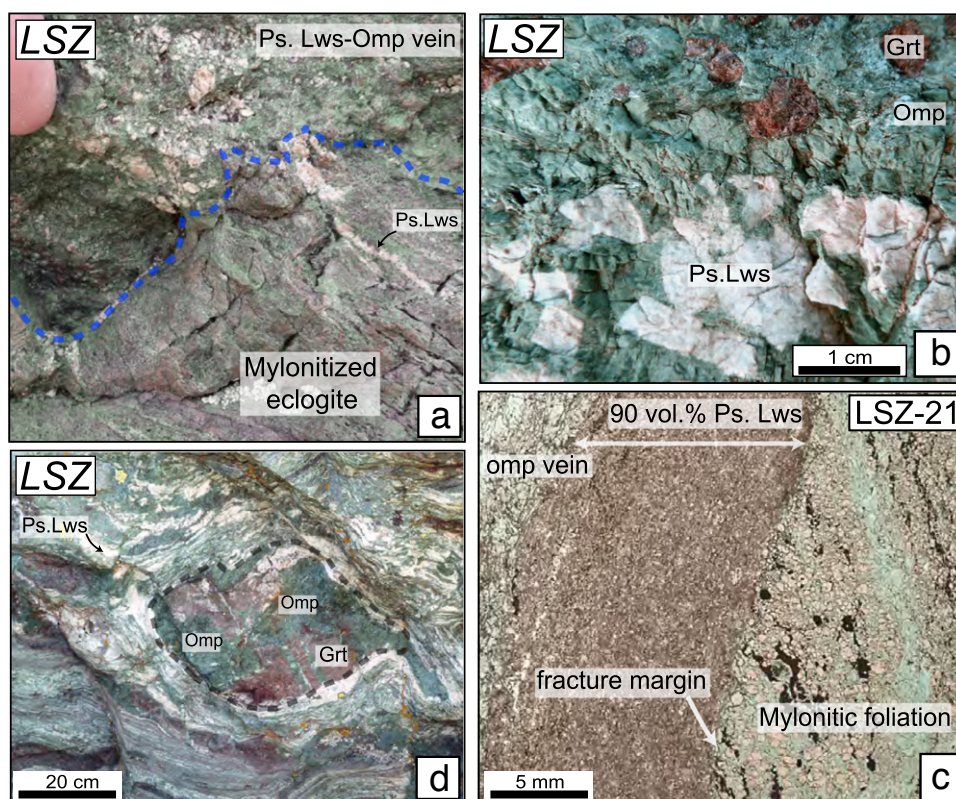 LSZ
Ps. Lws-Omp vein
Ps.Lws
Mylonitized
eclogite
a
LSZ
Grt
Omp
Ps.Lws
1 cm
b
LSZ
Ps.Lws
Omp
Omp
Grt
20 cm
d
90 vol.% Ps. Lws
LSZ-21
omp vein
fracture margin
Mylonitic foliation
5 mm
c